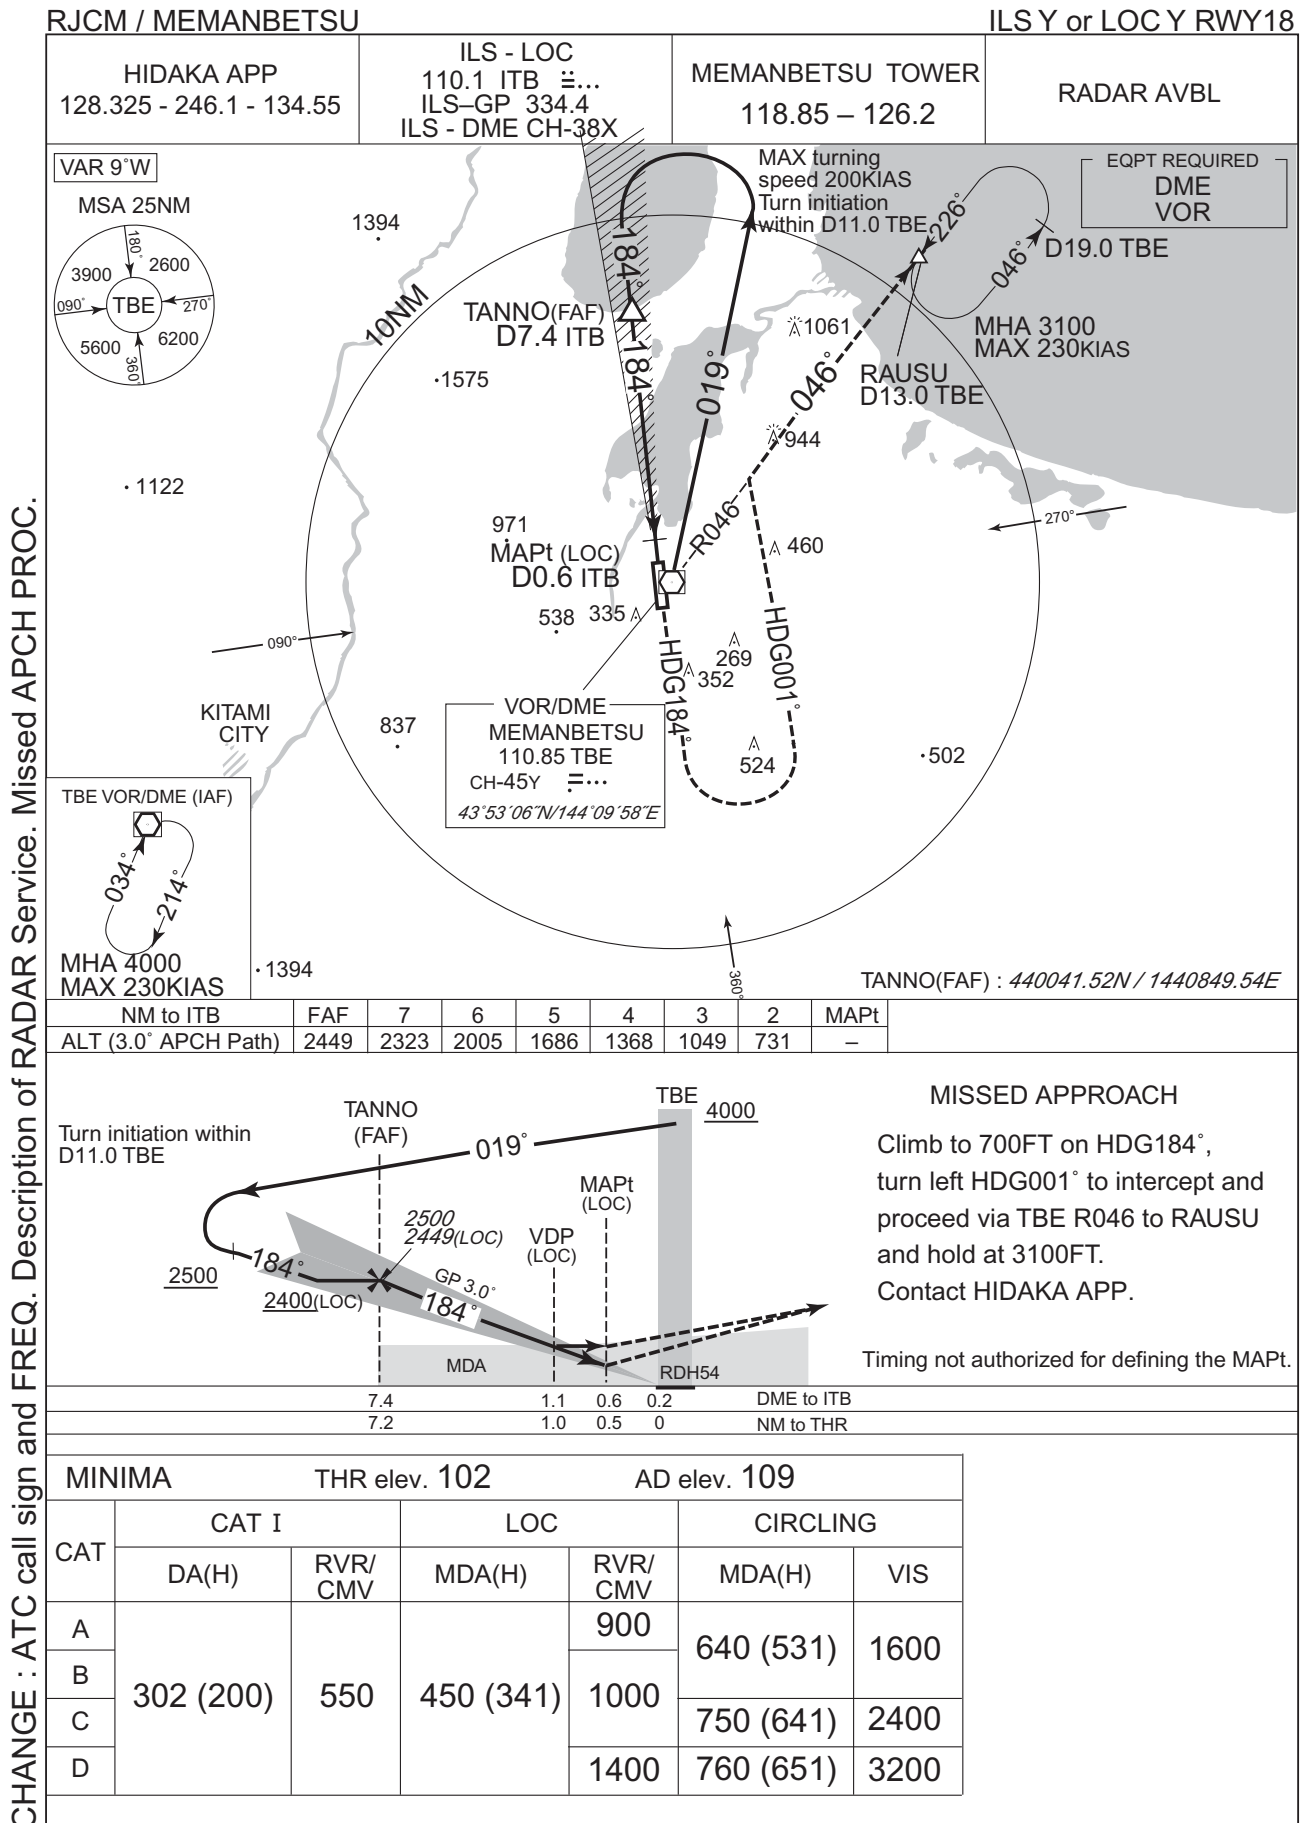 RJCM / MEMANBETSU
ILS Y or LOC Y RWY18
HIDAKA APP
128.325 - 246.1 - 134.55
ILS - LOC
110.1 ITB
ILS–GP 334.4
ILS - DME CH-38X
MEMANBETSU TOWER
118.85 – 126.2
RADAR AVBL
VAR 9°W
MSA 25NM
180°
3900
2600
090°
TBE
270°
5600
6200
360°
1394
10NM
MAX turning
speed 200KIAS
Turn initiation
within D11.0 TBE
EQPT REQUIRED
DME
VOR
226°
046°
D19.0 TBE
184°
TANNO(FAF)
D7.4 ITB
1061
MHA 3100
MAX 230KIAS
RAUSU
D13.0 TBE
184°
019°
046°
1575
944
1122
971
MAPt (LOC)
D0.6 ITB
R046
460
270°
538
335
HDG184°
HDG001°
269
352
090°
KITAMI
CITY
837
VOR/DME
MEMANBETSU
110.85 TBE
CH-45Y
43°53´06˝N/144°09´58˝E
524
502
TBE VOR/DME (IAF)
034°
214°
MHA 4000
MAX 230KIAS
1394
360°
TANNO(FAF) : 440041.52N / 1440849.54E
NM to ITB FAF 7 6 5 4 3 2 MAPt
ALT (3.0° APCH Path) 2449 2323 2005 1686 1368 1049 731 –
Turn initiation within
D11.0 TBE
TANNO
(FAF)
019°
TBE
4000
MAPt
(LOC)
2500
2449(LOC)
VDP
(LOC)
184°
2500
2400(LOC)
GP 3.0°
184°
MDA
RDH54
7.4 1.1 0.6 0.2 DME to ITB
7.2 1.0 0.5 0 NM to THR
MISSED APPROACH
Climb to 700FT on HDG184°,
turn left HDG001° to intercept and
proceed via TBE R046 to RAUSU
and hold at 3100FT.
Contact HIDAKA APP.
Timing not authorized for defining the MAPt.
MINIMA THR elev. 102 AD elev. 109
CAT CAT I LOC CIRCLING
DA(H) RVR/CMV MDA(H) RVR/CMV MDA(H) VIS
A 900 640 (531) 1600
B 302 (200) 550 450 (341) 1000
C 750 (641) 2400
D 1400 760 (651) 3200
CHANGE : ATC call sign and FREQ. Description of RADAR Service. Missed APCH PROC.